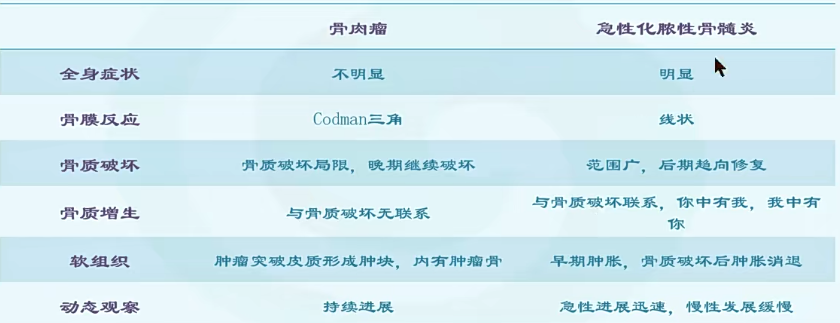 骨肉瘤 急性化脓性骨髓炎
全身症状 不明显 明显
骨膜反应 Codman三角 线状
骨质破坏 骨质破坏局限，晚期继续破坏 范围广，后期趋向修复
骨质增生 与骨质破坏无联系 与骨质破坏联系，你中有我，我中有
你
软组织 肿瘤突破皮质形成肿块，内有肿瘤骨 早期肿胀，骨质破坏后肿胀消退
动态观察 持续进展 急性进展迅速，慢性发展缓慢